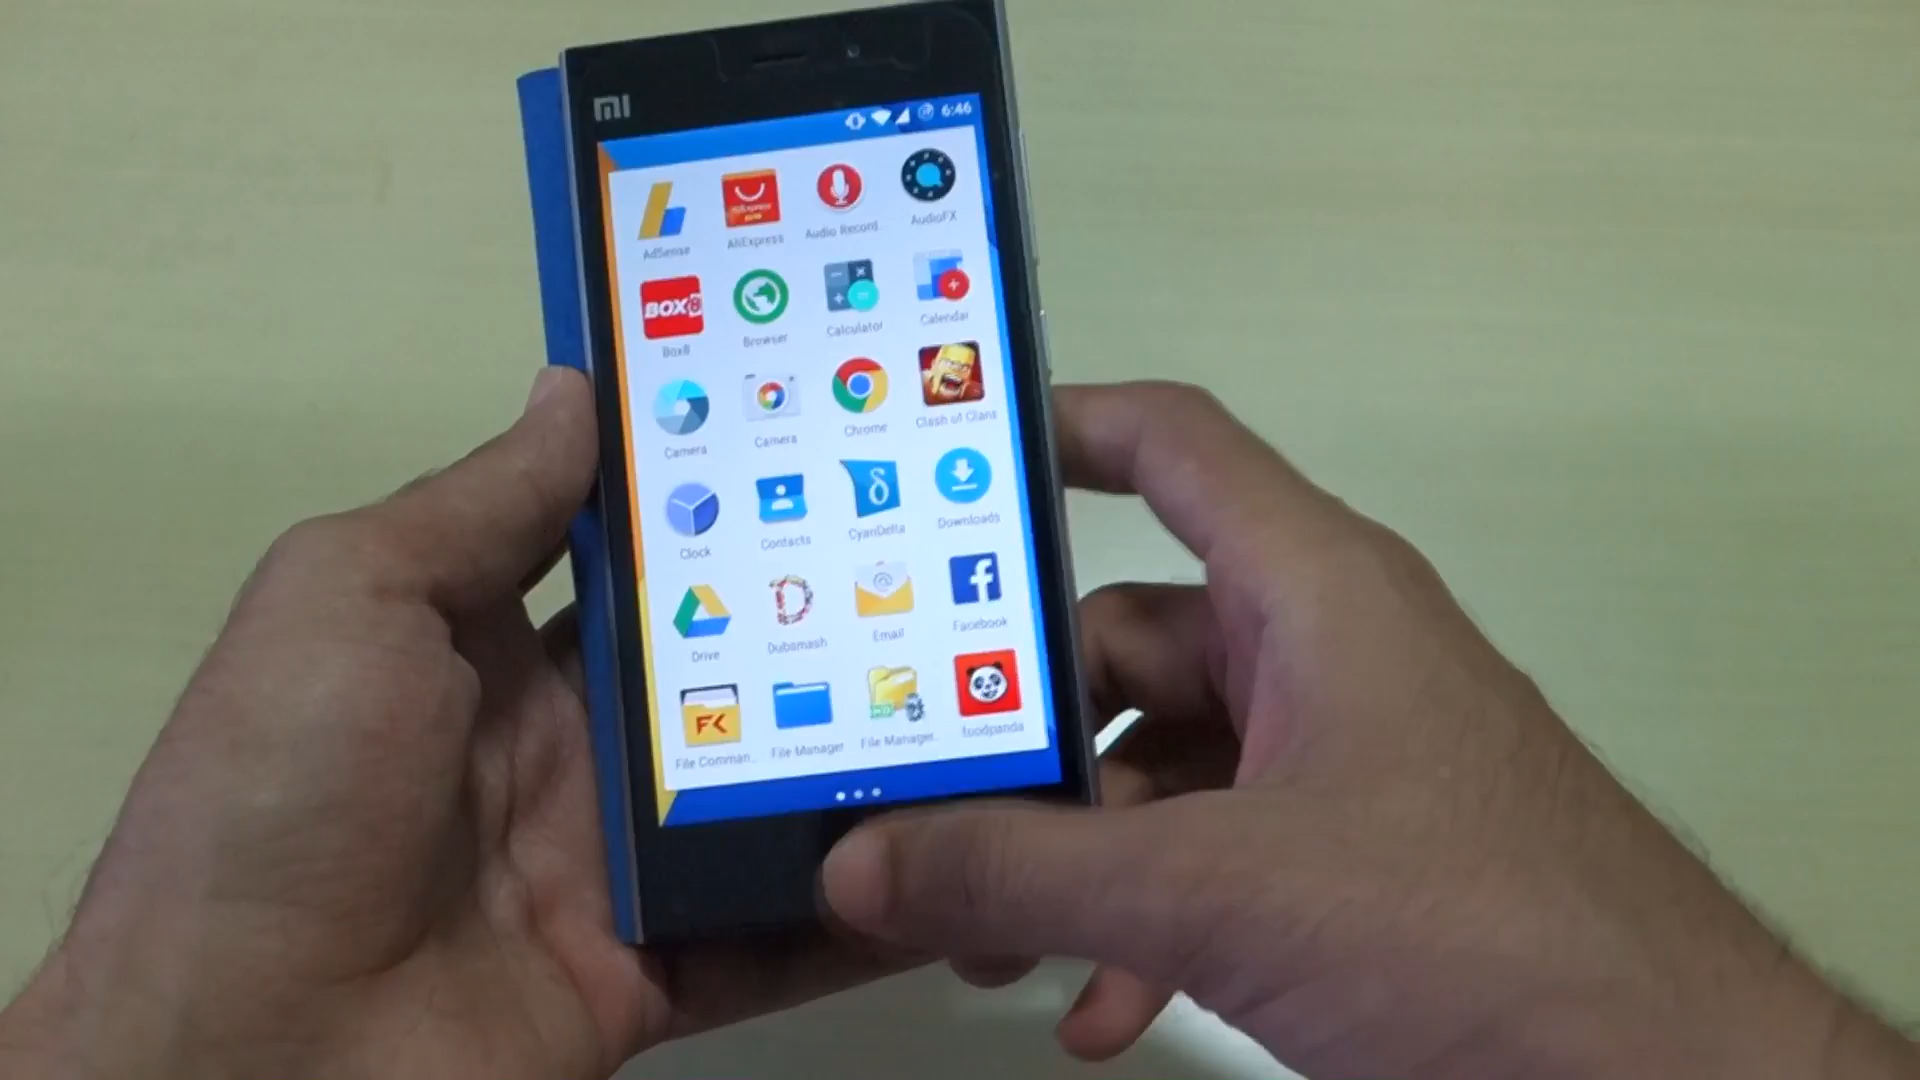 MI
6:46
AdSense
AliExpress
Audio Record..
AudioFX
BOX8
Box8
Browser
Calculator
Calendar
Camera
Camera
Chrome
Clash of Clans
Clock
Contacts
CyanDelta
Downloads
Drive
Dubsmash
Email
Facebook
File Comman..
File Manager
File Manager..
foodpanda